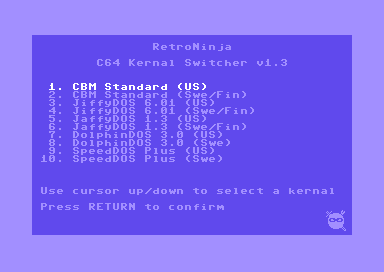 RetroNinja
C64 Kernal Switcher v1.3
1. CBM Standard (US)
2. CBM Standard (Swe/Fin)
3. JiffyDOS 6.01 (US)
4. JiffyDOS 6.01 (Swe/Fin)
5. JaffyDOS 1.3 (US)
6. JaffyDOS 1.3 (Swe/Fin)
7. DolphinDOS 3.0 (US)
8. DolphinDOS 3.0 (Swe)
9. SpeedDOS Plus (US)
10. SpeedDOS Plus (Swe)
Use cursor up/down to select a kernal
Press RETURN to confirm